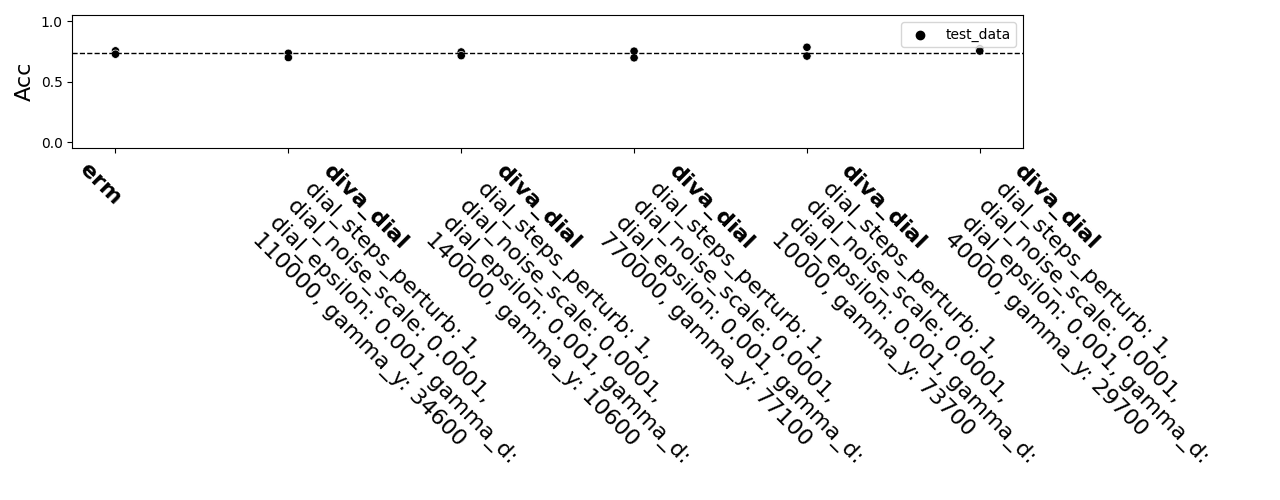 1.0
0.5
0.0
Acc
test_data
erm
diva_dial
dial_steps_perturb: 1,
dial_noise_scale: 0.0001,
dial_epsilon: 0.001, gamma_d:
110000, gamma_y: 34600
diva_dial
dial_steps_perturb: 1,
dial_noise_scale: 0.0001,
dial_epsilon: 0.001, gamma_d:
140000, gamma_y: 10600
diva_dial
dial_steps_perturb: 1,
dial_noise_scale: 0.0001,
dial_epsilon: 0.001, gamma_d:
770000, gamma_y: 77100
diva_dial
dial_steps_perturb: 1,
dial_noise_scale: 0.0001,
dial_epsilon: 0.001, gamma_d:
10000, gamma_y: 73700
diva_dial
dial_steps_perturb: 1,
dial_noise_scale: 0.0001,
dial_epsilon: 0.001, gamma_d:
40000, gamma_y: 29700